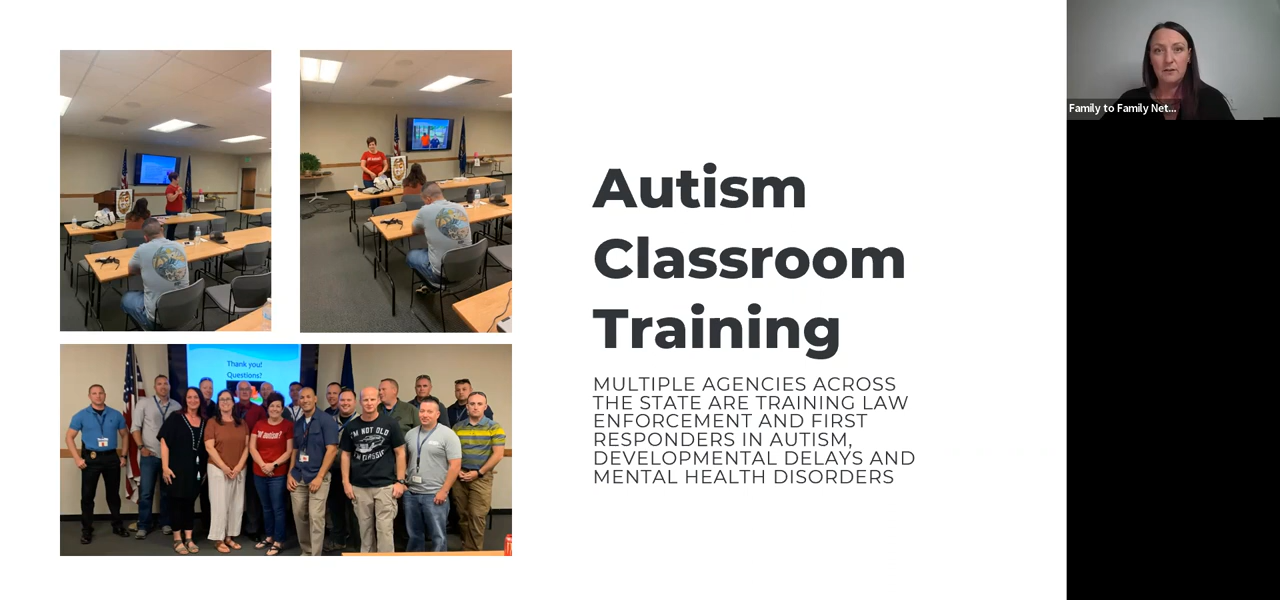 Autism
Classroom
Training
MULTIPLE AGENCIES ACROSS
THE STATE ARE TRAINING LAW
ENFORCEMENT AND FIRST
RESPONDERS IN AUTISM,
DEVELOPMENTAL DELAYS AND
MENTAL HEALTH DISORDERS
Thank you!
Questions?
I'M NOT OLD
I'M CLASSIC
Family to Family Net...